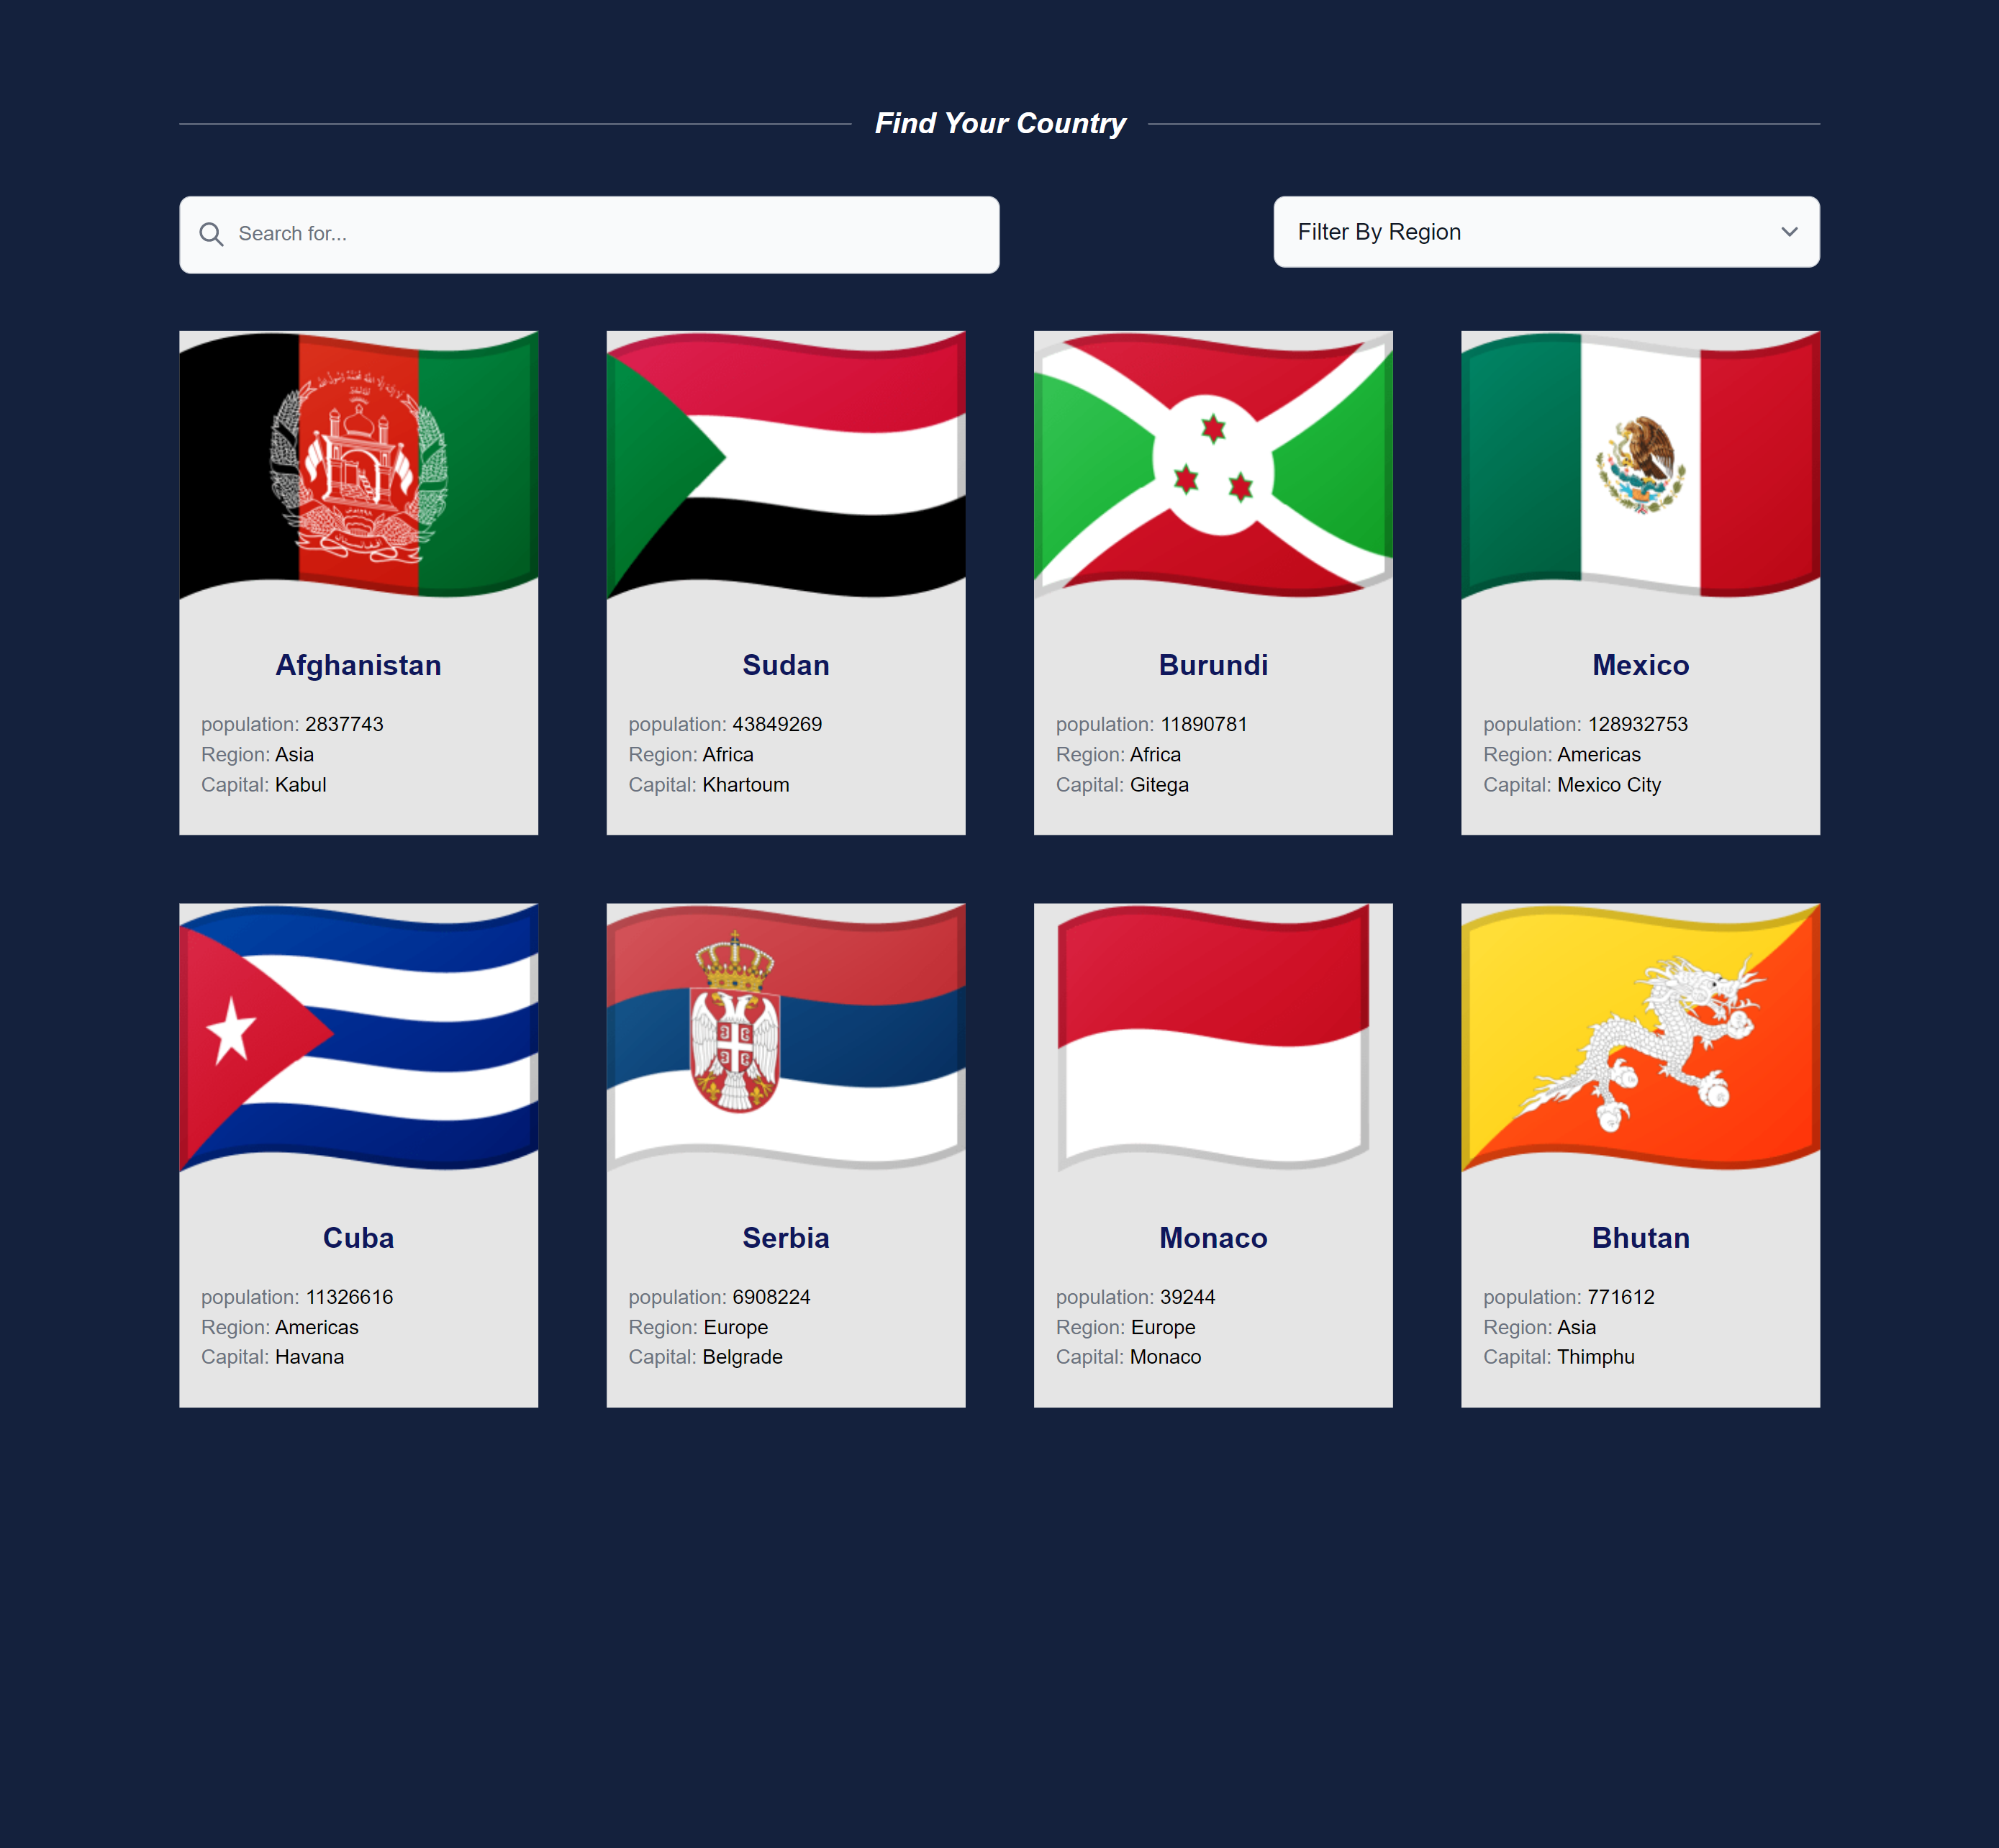 Find Your Country
Search for...
Filter By Region
Afghanistan
population: 2837743
Region: Asia
Capital: Kabul
Sudan
population: 43849269
Region: Africa
Capital: Khartoum
Burundi
population: 11890781
Region: Africa
Capital: Gitega
Mexico
population: 128932753
Region: Americas
Capital: Mexico City
Cuba
population: 11326616
Region: Americas
Capital: Havana
Serbia
population: 6908224
Region: Europe
Capital: Belgrade
Monaco
population: 39244
Region: Europe
Capital: Monaco
Bhutan
population: 771612
Region: Asia
Capital: Thimphu